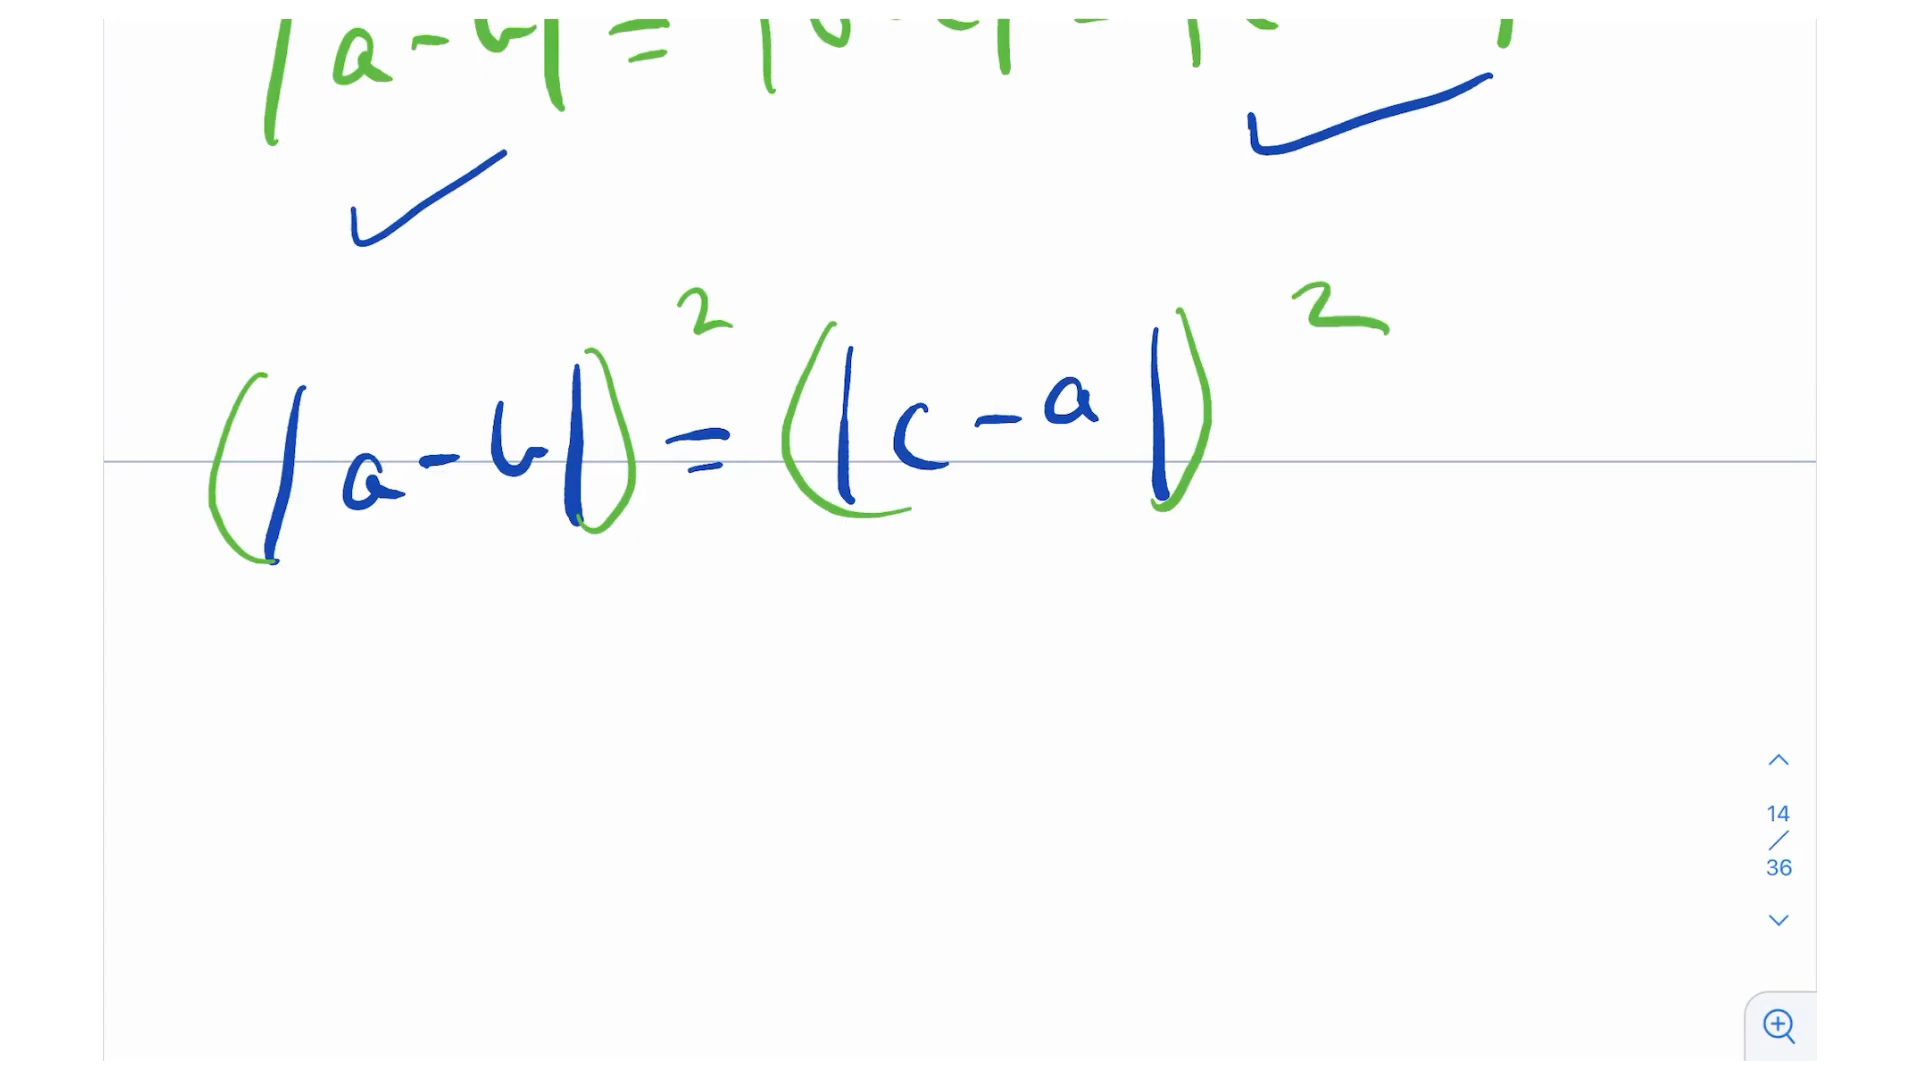 |a-b| =
(|a-b|)² = (|c-a|)²
14
/
36